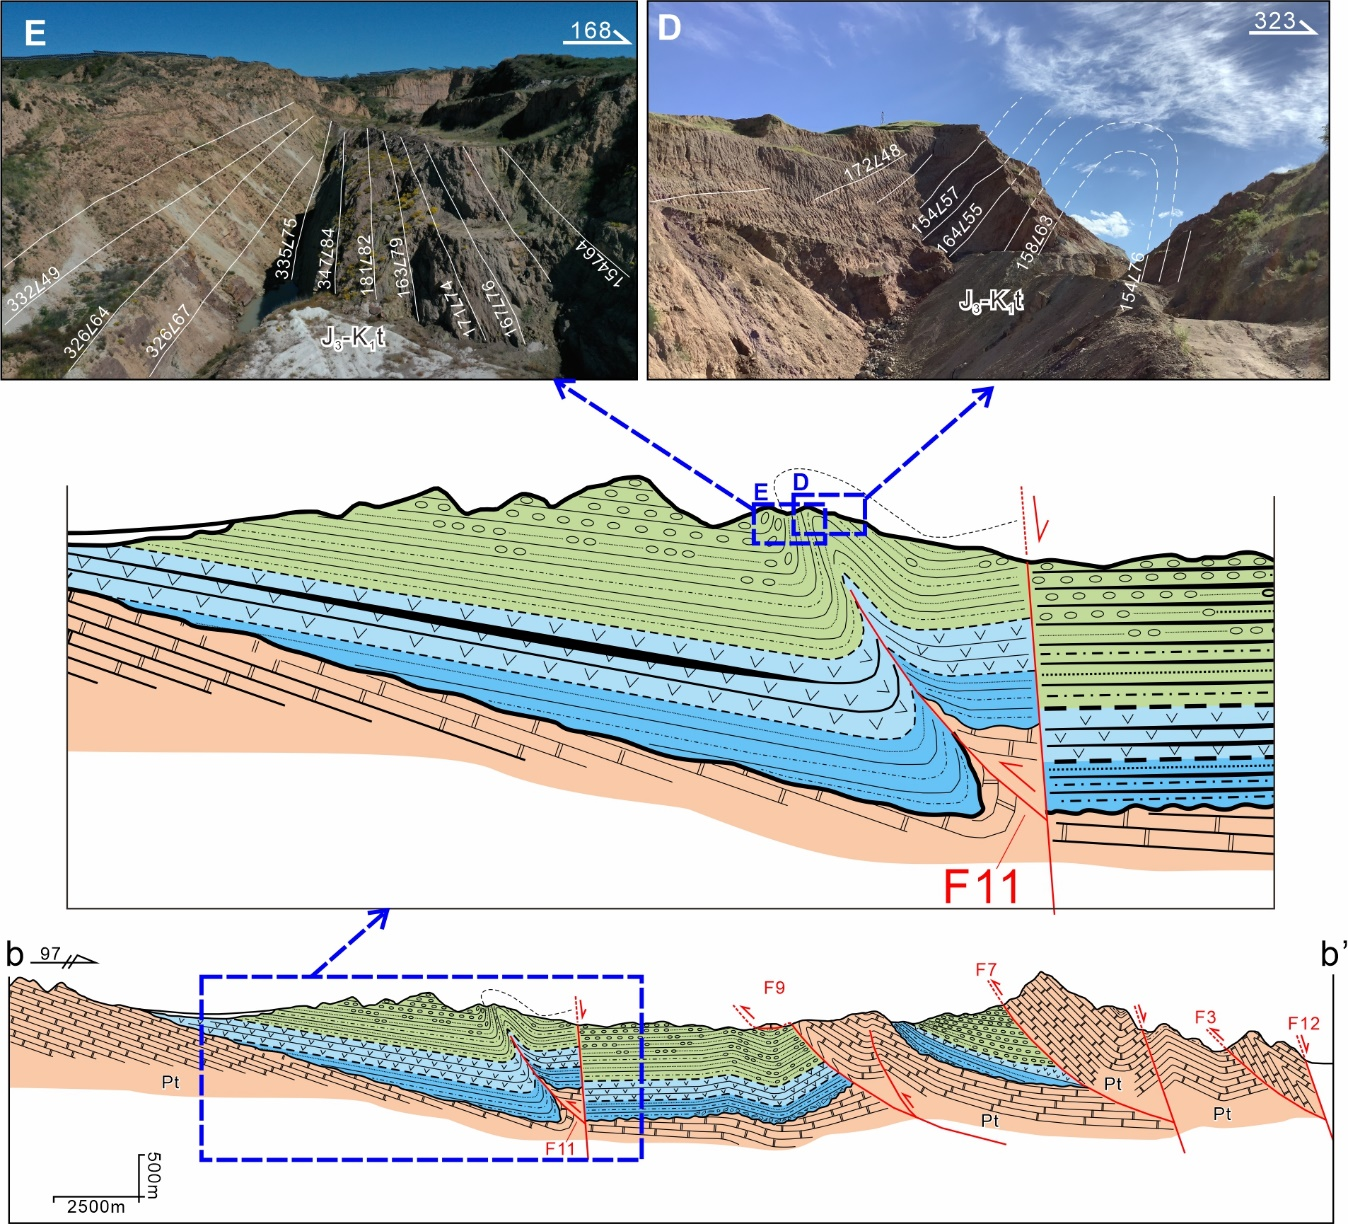 E
168
332∠49
326∠64
326∠67
335∠75
347∠84
181∠82
163∠79
171∠74
167∠76
154∠64
J₃-K₁t
D
323
172∠48
154∠57
164∠55
158∠63
154∠76
J₃-K₁t
E
D
F11
b
97
b’
F9
F7
F3
F12
Pt
Pt
Pt
Pt
F11
500m
2500m